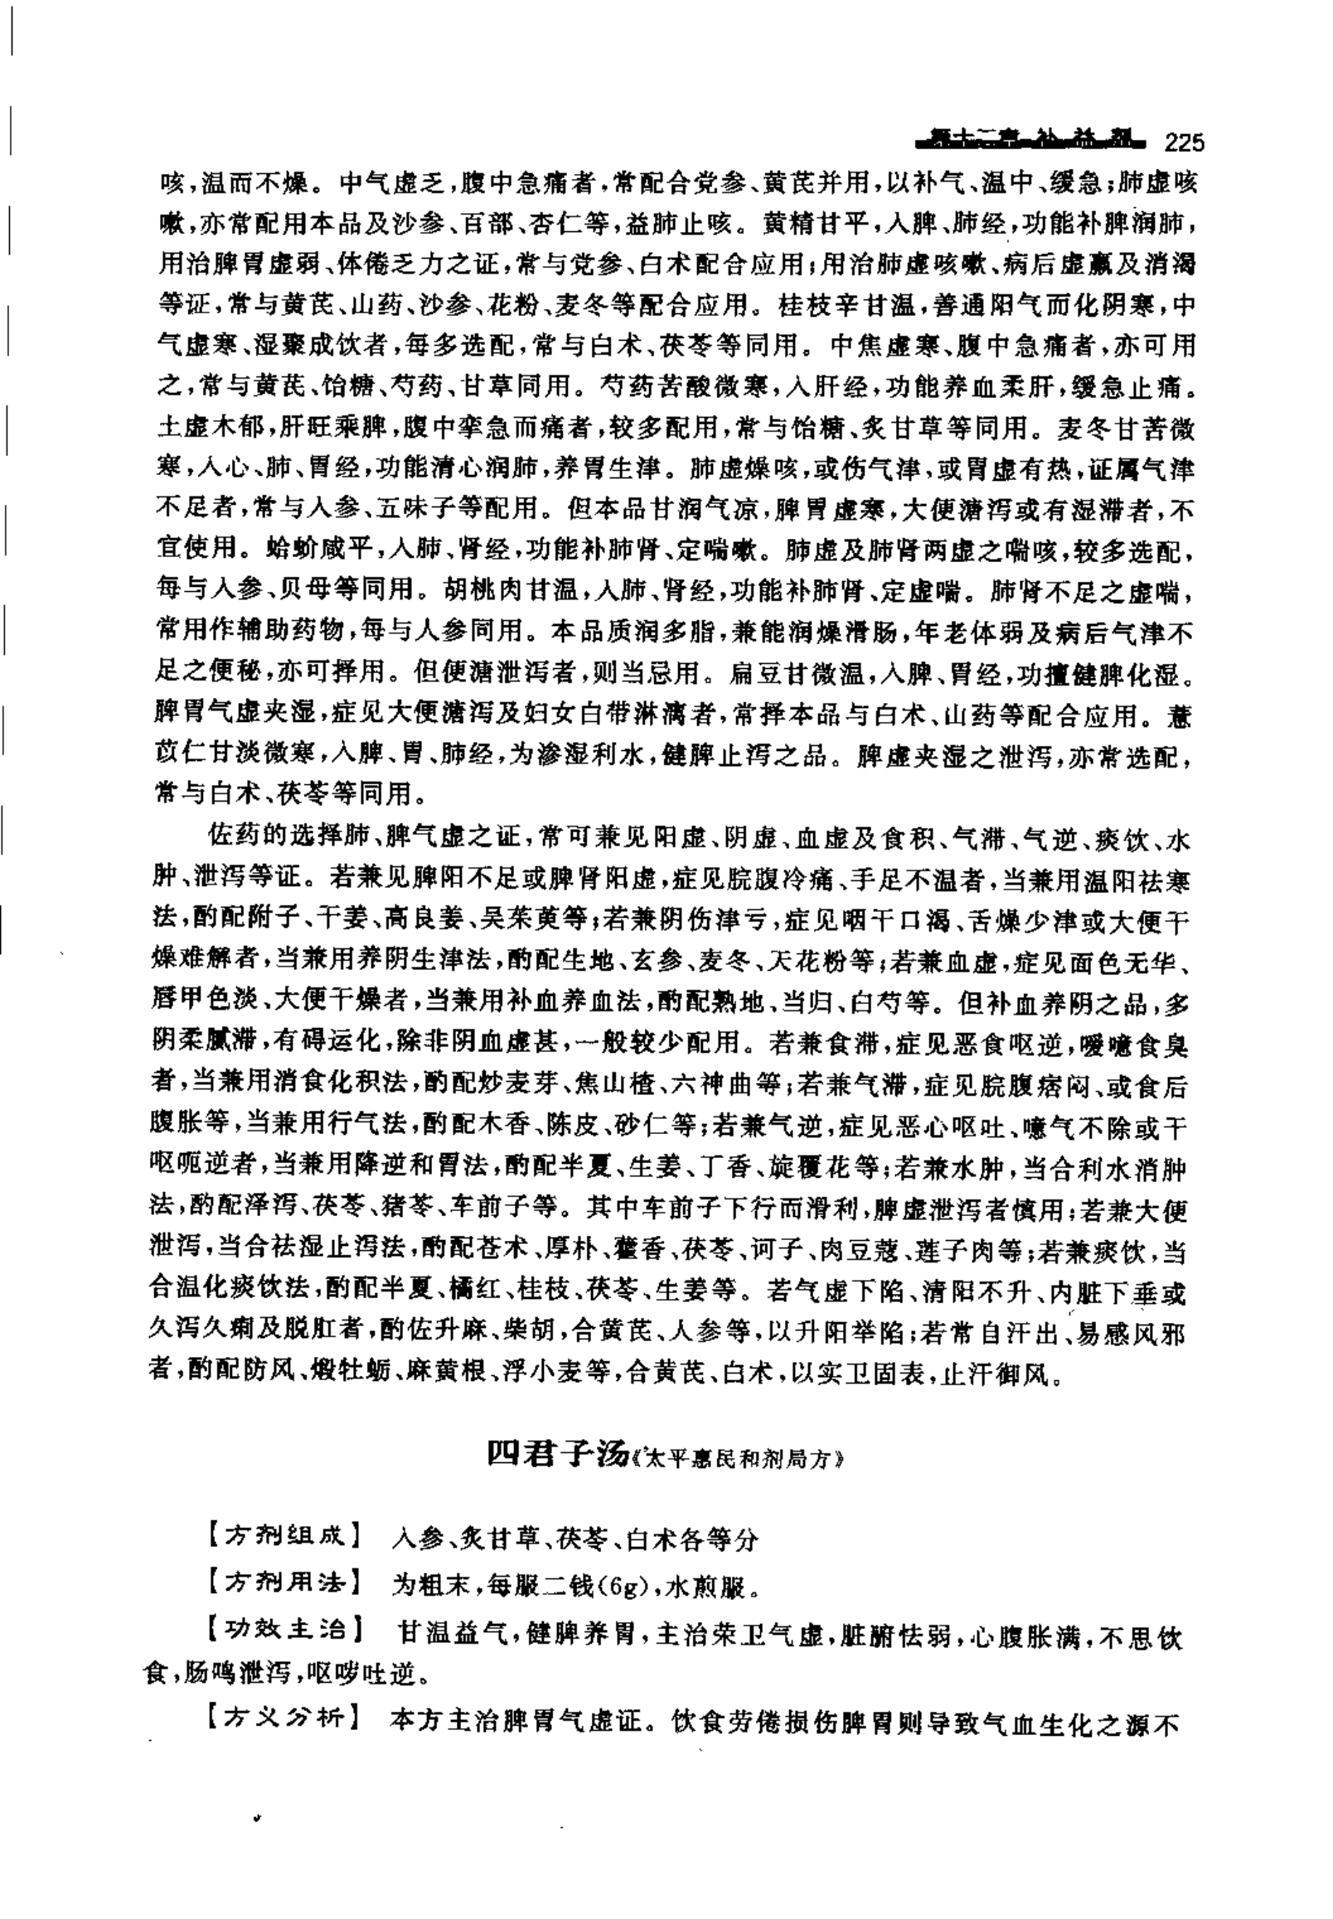 第十二章 补 益 剂 225
咳,温而不燥。中气虚乏,腹中急痛者,常配合党参、黄芪并用,以补气、温中、缓急;肺虚咳
嗽,亦常配用本品及沙参、百部、杏仁等,益肺止咳。黄精甘平,入脾、肺经,功能补脾润肺,
用治脾胃虚弱、体倦乏力之证,常与党参、白术配合应用;用治肺虚咳嗽、病后虚羸及消渴
等证,常与黄芪、山药、沙参、花粉、麦冬等配合应用。桂枝辛甘温,善通阳气而化阴寒,中
气虚寒、湿聚成饮者,每多选配,常与白术、茯苓等同用。中焦虚寒、腹中急痛者,亦可用
之,常与黄芪、饴糖、芍药、甘草同用。芍药苦酸微寒,入肝经,功能养血柔肝,缓急止痛。
土虚木郁,肝旺乘脾,腹中挛急而痛者,较多配用,常与饴糖、炙甘草等同用。麦冬甘苦微
寒,入心、肺、胃经,功能清心润肺,养胃生津。肺虚燥咳,或伤气津,或胃虚有热,证属气津
不足者,常与人参、五味子等配用。但本品甘润气凉,脾胃虚寒,大便溏泻或有湿滞者,不
宜使用。蛤蚧咸平,入肺、肾经,功能补肺肾、定喘嗽。肺虚及肺肾两虚之喘咳,较多选配,
每与人参、贝母等同用。胡桃肉甘温,入肺、肾经,功能补肺肾、定虚喘。肺肾不足之虚喘,
常用作辅助药物,每与人参同用。本品质润多脂,兼能润燥滑肠,年老体弱及病后气津不
足之便秘,亦可择用。但便溏泄泻者,则当忌用。扁豆甘微温,入脾、胃经,功擅健脾化湿。
脾胃气虚夹湿,症见大便溏泻及妇女白带淋漓者,常择本品与白术、山药等配合应用。薏
苡仁甘淡微寒,入脾、胃、肺经,为渗湿利水,健脾止泻之品。脾虚夹湿之泄泻,亦常选配,
常与白术、茯苓等同用。
佐药的选择肺、脾气虚之证,常可兼见阳虚、阴虚、血虚及食积、气滞、气逆、痰饮、水
肿、泄泻等证。若兼见脾阳不足或脾肾阳虚,症见脘腹冷痛、手足不温者,当兼用温阳祛寒
法,酌配附子、干姜、高良姜、吴茱萸等;若兼阴伤津亏,症见咽干口渴、舌燥少津或大便干
燥难解者,当兼用养阴生津法,酌配生地、玄参、麦冬、天花粉等;若兼血虚,症见面色无华、
唇甲色淡、大便干燥者,当兼用补血养血法,酌配熟地、当归、白芍等。但补血养阴之品,多
阴柔腻滞,有碍运化,除非阴血虚甚,一般较少配用。若兼食滞,症见恶食呕逆,嗳噫食臭
者,当兼用消食化积法,酌配炒麦芽、焦山楂、六神曲等;若兼气滞,症见脘腹痞闷、或食后
腹胀等,当兼用行气法,酌配木香、陈皮、砂仁等;若兼气逆,症见恶心呕吐、噫气不除或干
呕呃逆者,当兼用降逆和胃法,酌配半夏、生姜、丁香、旋覆花等;若兼水肿,当合利水消肿
法,酌配泽泻、茯苓、猪苓、车前子等。其中车前子下行而滑利,脾虚泄泻者慎用;若兼大便
泄泻,当合祛湿止泻法,酌配苍术、厚朴、藿香、茯苓、诃子、肉豆蔻、莲子肉等;若兼痰饮,当
合温化痰饮法,酌配半夏、橘红、桂枝、茯苓、生姜等。若气虚下陷、清阳不升、内脏下垂或
久泻久痢及脱肛者,酌佐升麻、柴胡,合黄芪、人参等,以升阳举陷;若常自汗出、易感风邪
者,酌配防风、煅牡蛎、麻黄根、浮小麦等,合黄芪、白术,以实卫固表,止汗御风。
四君子汤《太平惠民和剂局方》
【方剂组成】 人参、炙甘草、茯苓、白术各等分
【方剂用法】 为粗末,每服二钱(6g),水煎服。
【功效主治】 甘温益气,健脾养胃,主治荣卫气虚,脏腑怯弱,心腹胀满,不思饮
食,肠鸣泄泻,呕哕吐逆。
【方义分析】 本方主治脾胃气虚证。饮食劳倦损伤脾胃则导致气血生化之源不